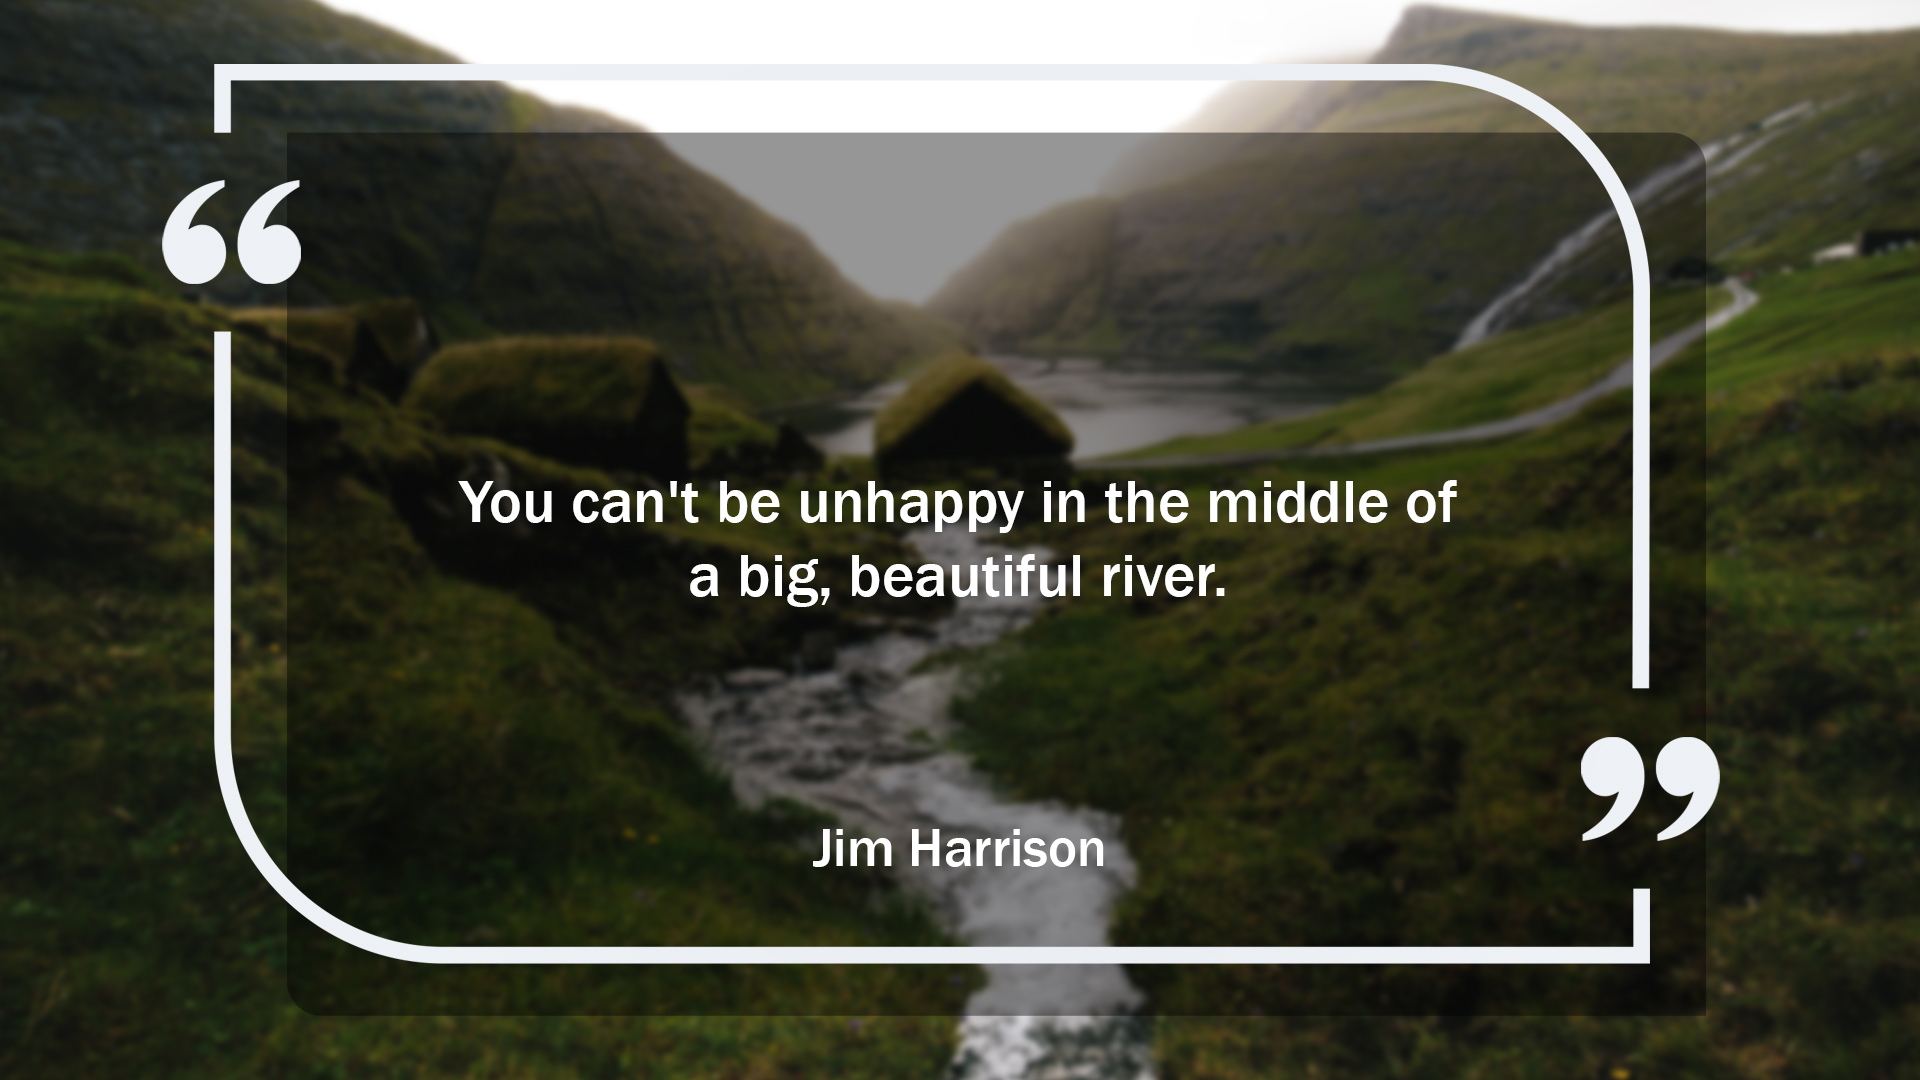 “
You can't be unhappy in the middle of
a big, beautiful river.
”
Jim Harrison